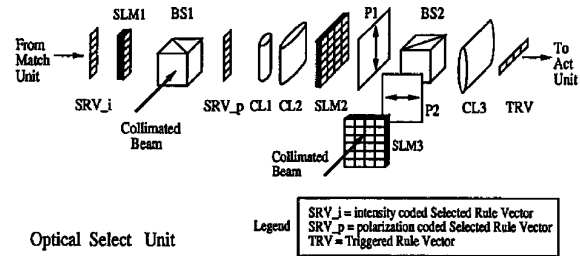 SLM1
BS1
P1
BS2
From
Match
Unit
To
Act
Unit
SRV_i
SRV_p
CL1
CL2
SLM2
P2
CL3
TRV
Collimated
Beam
Collimated
Beam
SLM3
Optical Select Unit
Legend
SRV_i = intensity coded Selected Rule Vector
SRV_p = polarization coded Selected Rule Vector
TRV = Triggered Rule Vector